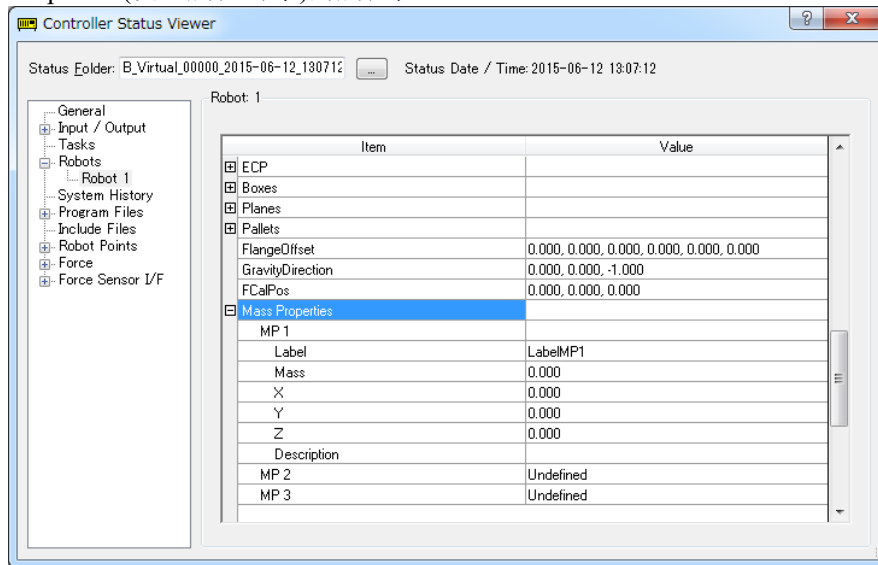 Controller Status Viewer
Status Folder: B_Virtual_00000_2015-06-12_130712 ... Status Date / Time: 2015-06-12 13:07:12
General
Input / Output
Tasks
Robots
Robot 1
System History
Program Files
Include Files
Robot Points
Force
Force Sensor I/F
Robot: 1
Item Value
ECP
Boxes
Planes
Pallets
FlangeOffset 0.000, 0.000, 0.000, 0.000, 0.000, 0.000
GravityDirection 0.000, 0.000, -1.000
FCalPos 0.000, 0.000, 0.000
Mass Properties
MP 1
Label LabelMP1
Mass 0.000
X 0.000
Y 0.000
Z 0.000
Description
MP 2 Undefined
MP 3 Undefined